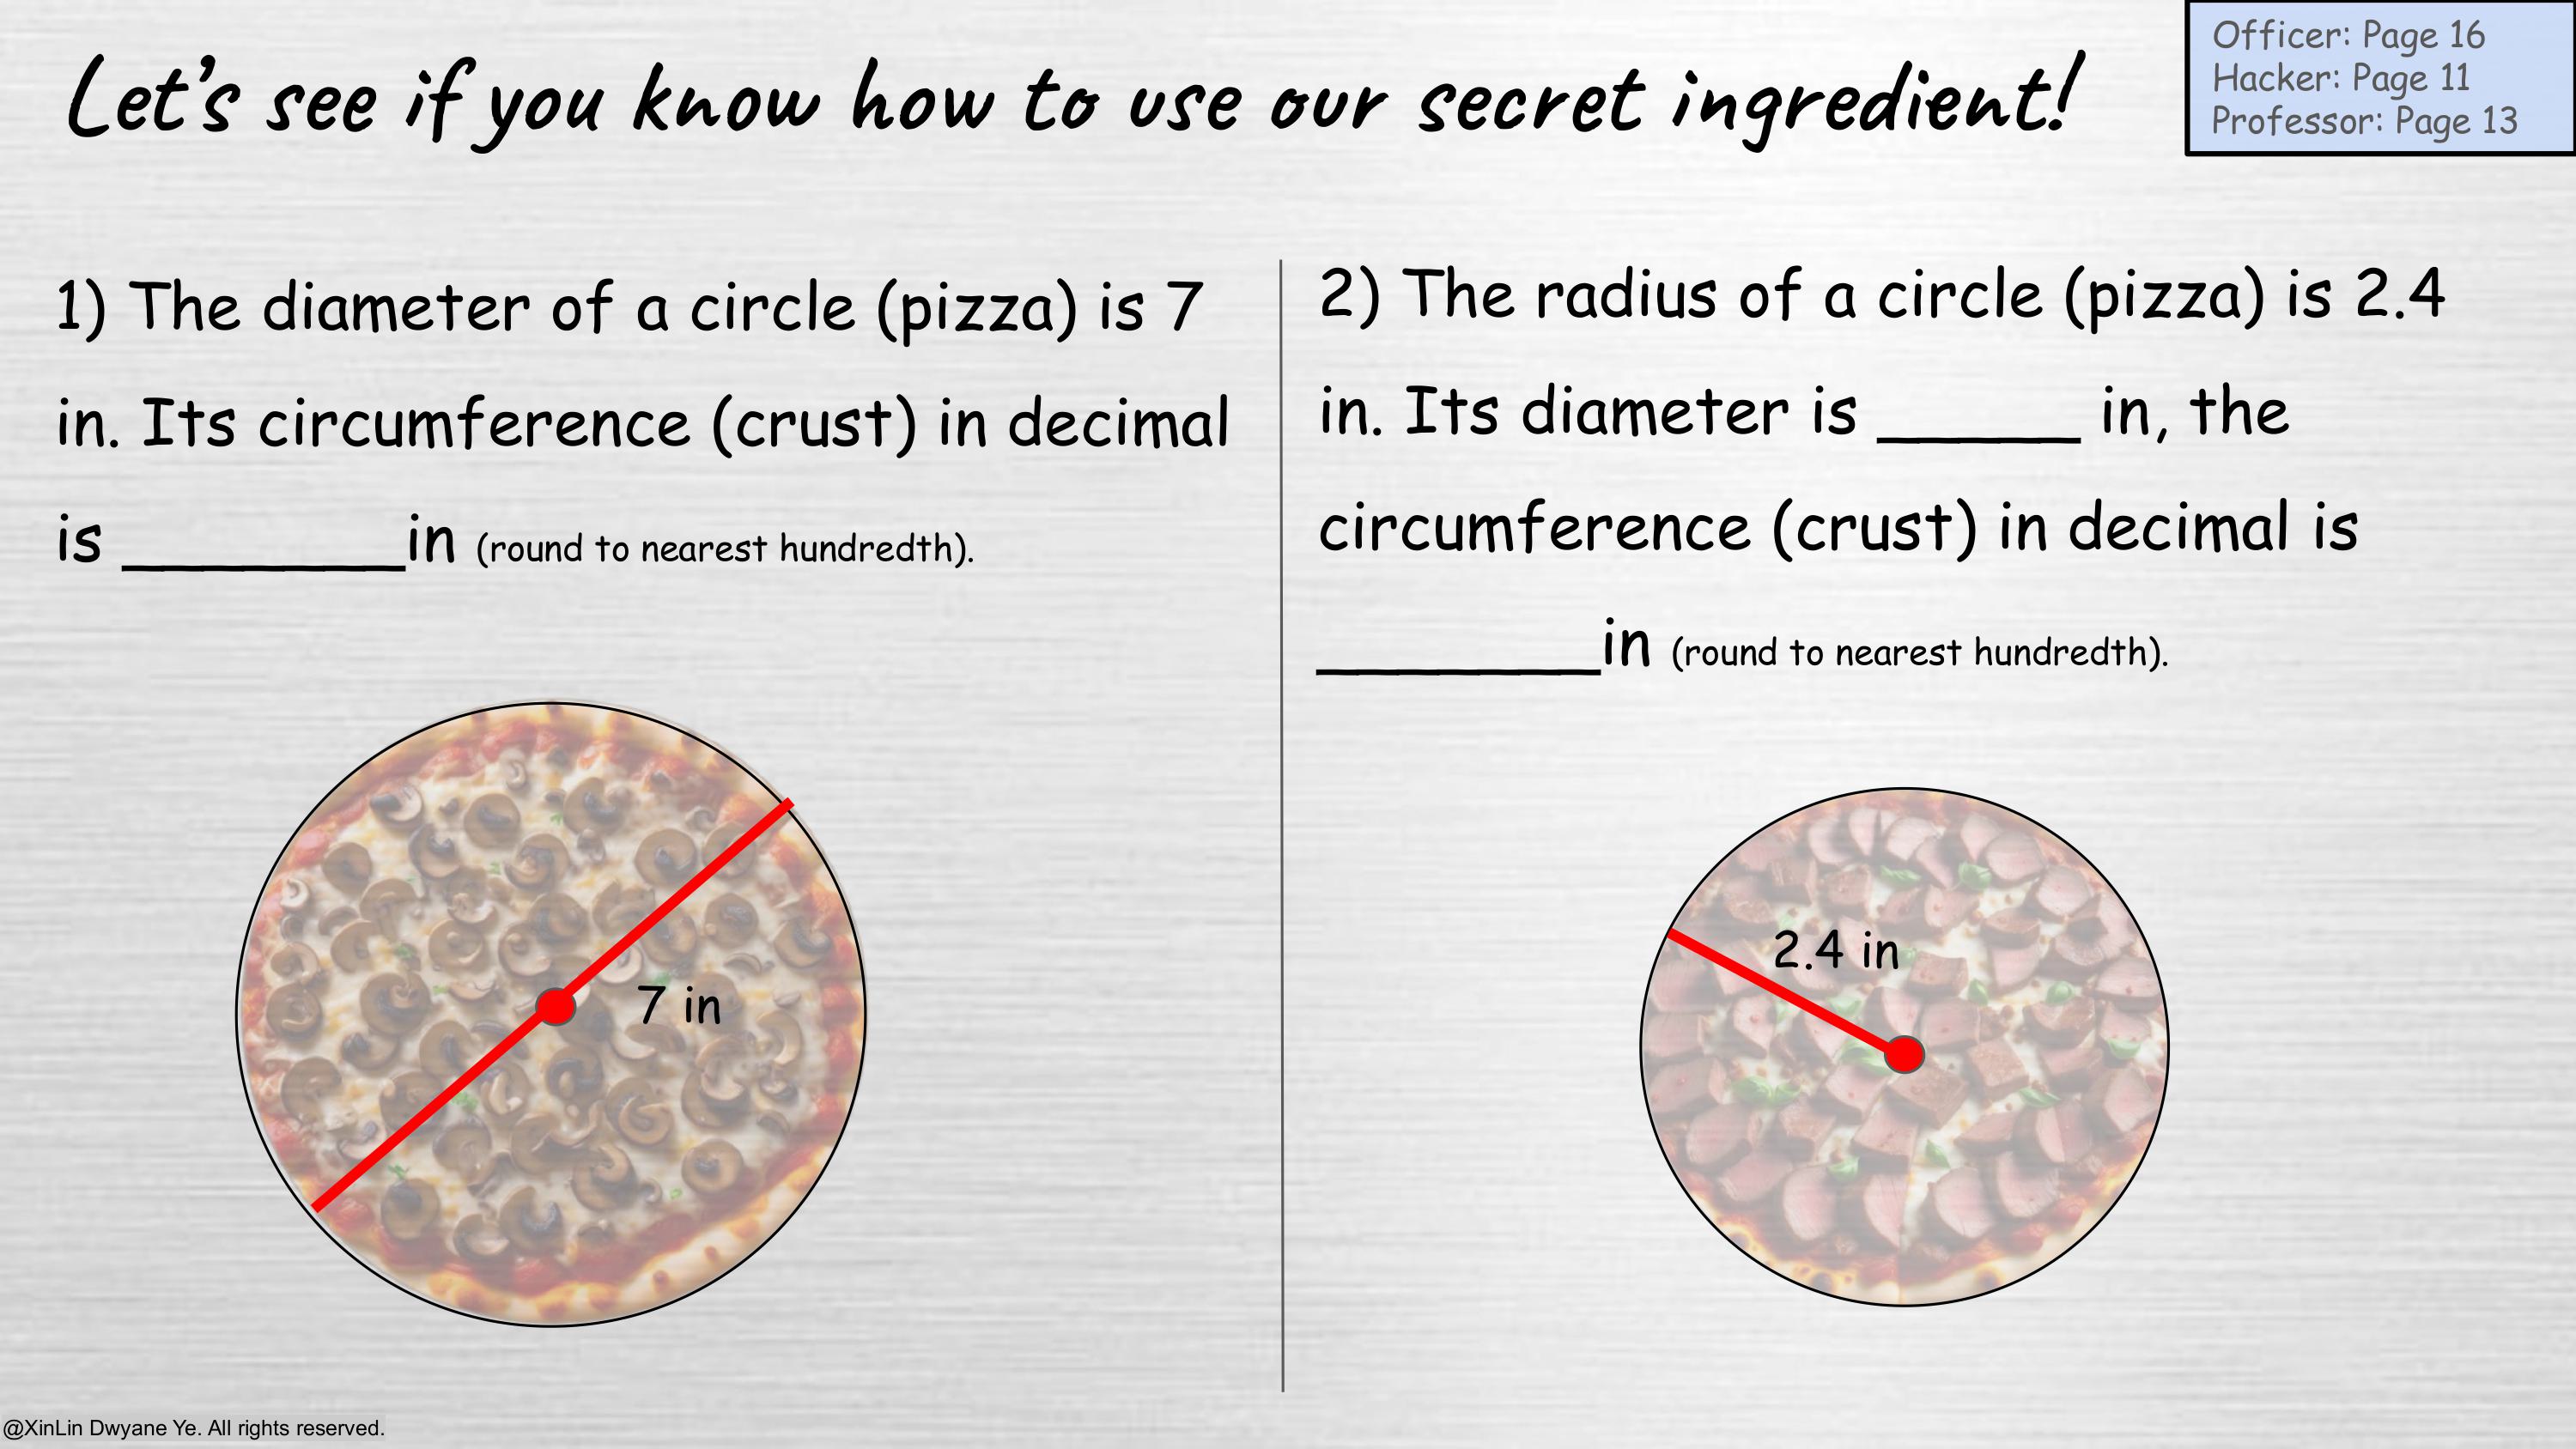 Let's see if you know how to use our secret ingredient!
Officer: Page 16
Hacker: Page 11
Professor: Page 13
1) The diameter of a circle (pizza) is 7
in. Its circumference (crust) in decimal
is ________in (round to nearest hundredth).
7 in
2) The radius of a circle (pizza) is 2.4
in. Its diameter is ______ in, the
circumference (crust) in decimal is
________in (round to nearest hundredth).
2.4 in
@XinLin Dwyane Ye. All rights reserved.